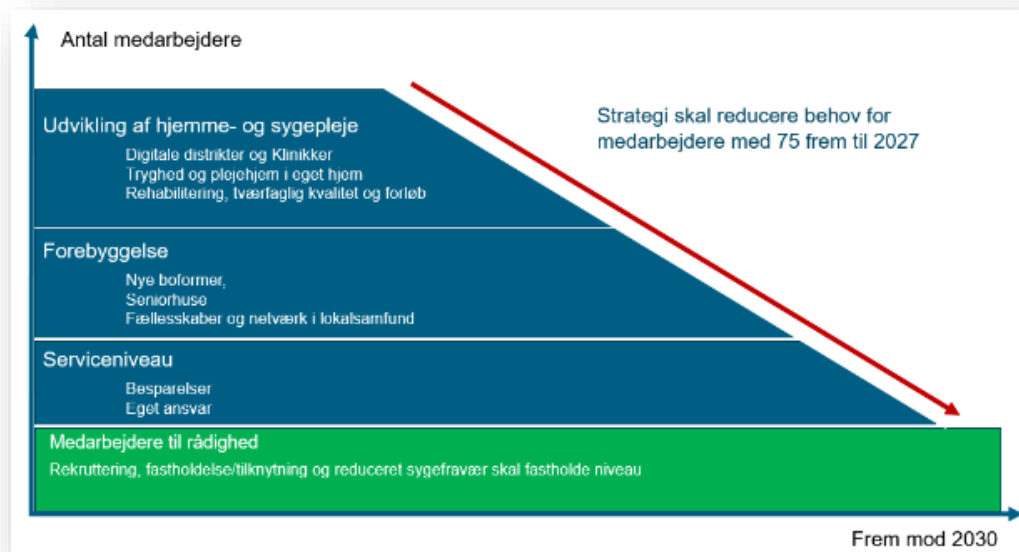 Antal medarbejdere
Strategi skal reducere behov for
medarbejdere med 75 frem til 2027
Udvikling af hjemme- og sygepleje
Digitale distrikter og Klinikker
Tryghed og plejehjem i eget hjem
Rehabilitering, tværfaglig kvalitet og forløb
Forebyggelse
Nye boformer,
Seniorhuse
Fællesskaber og netværk i lokalsamfund
Serviceniveau
Besparelser
Eget ansvar
Medarbejdere til rådighed
Rekruttering, fastholdelse/tilknytning og reduceret sygefravær skal fastholde niveau
Frem mod 2030